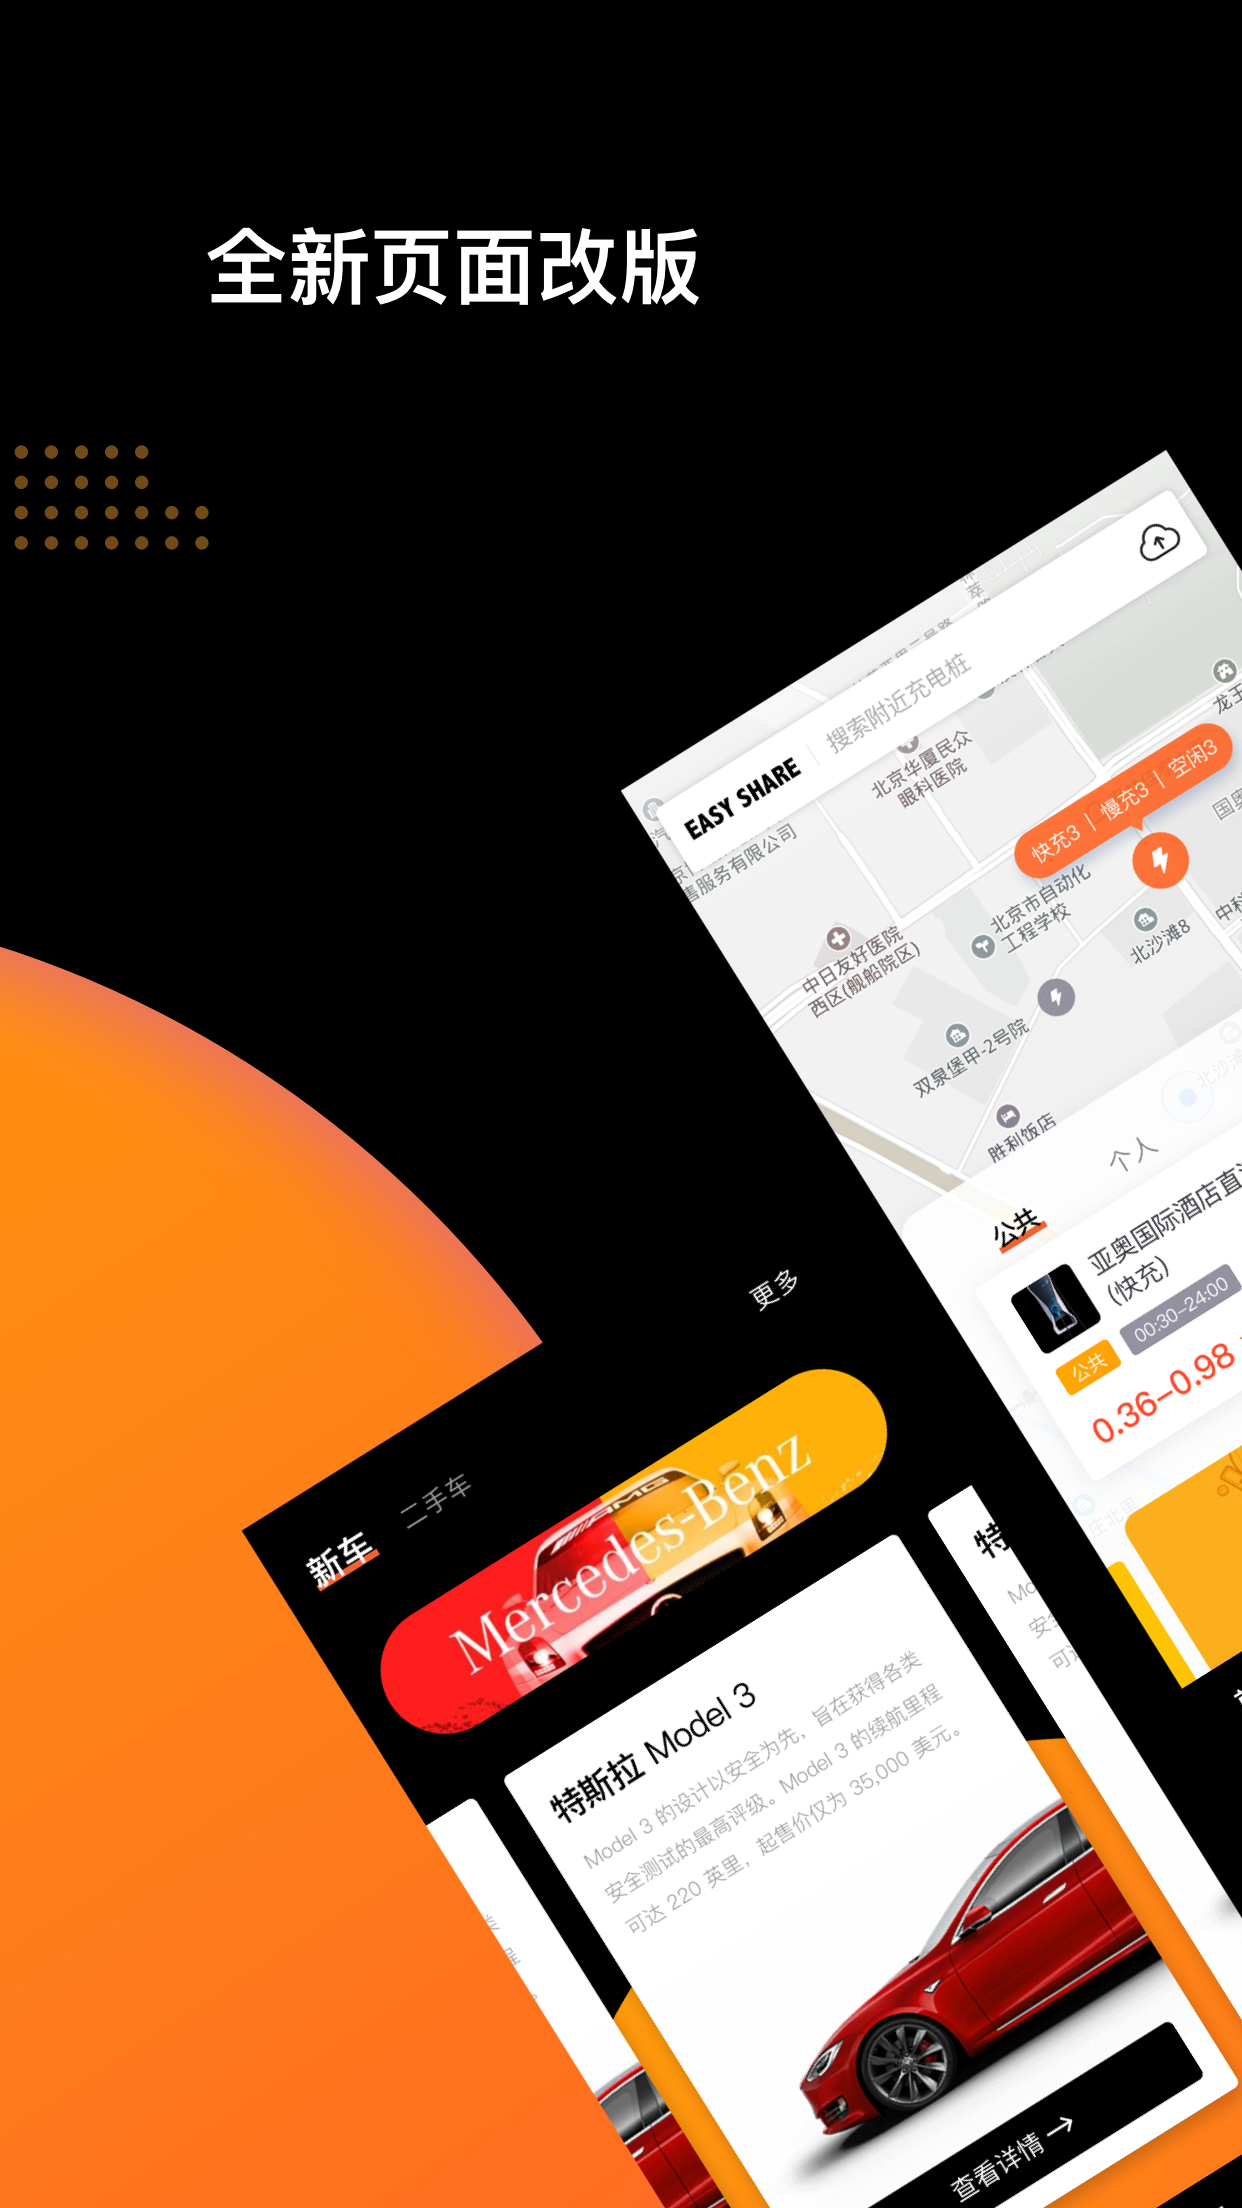 全新页面改版
EASY SHARE
搜索附近充电桩
北京华厦民众
眼科医院
龙王
快充3 | 慢充3 | 空闲3
售服务有限公司
北京市自动化
工程学校
中日友好医院
西区(舰船院区)
北沙滩8
双泉堡甲-2号院
胜利饭店
北沙滩
公共
个人
亚奥国际酒店直
(快充)
公共
00:30-24:00
0.36-0.98
庄北里
更多
新车
二手车
AMG
Mercedes-Benz
特斯拉 Model 3
Model 3 的设计以安全为先，旨在获得各类
安全测试的最高评级。Model 3 的续航里程
可达 220 英里，起售价仅为 35,000 美元。
查看详情 →
特
Mo
安
可